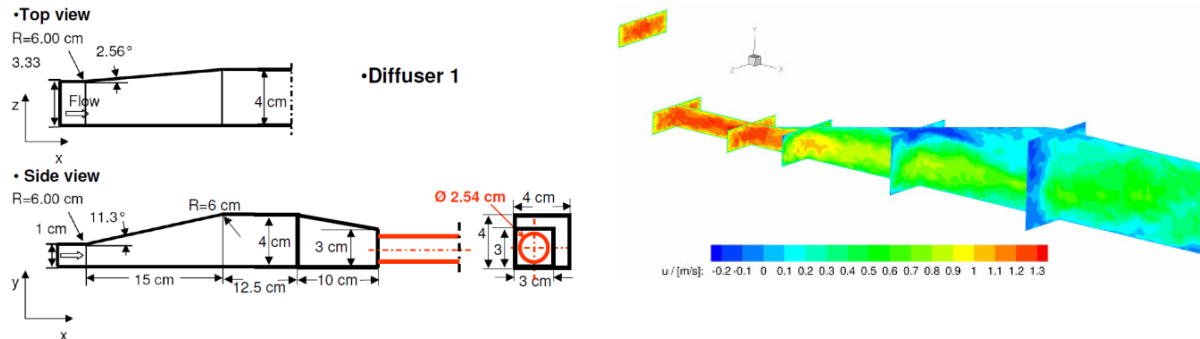 •Top view
R=6.00 cm
2.56°
3.33
Flow
4 cm
z
x
•Diffuser 1
• Side view
R=6.00 cm
11.3°
R=6 cm
1 cm
4 cm
3 cm
15 cm
12.5 cm
10 cm
y
x
Ø 2.54 cm
4 cm
4
3
3 cm
Y
Z
X
u / [m/s]: -0.2 -0.1 0 0.1 0.2 0.3 0.4 0.5 0.6 0.7 0.8 0.9 1 1.1 1.2 1.3